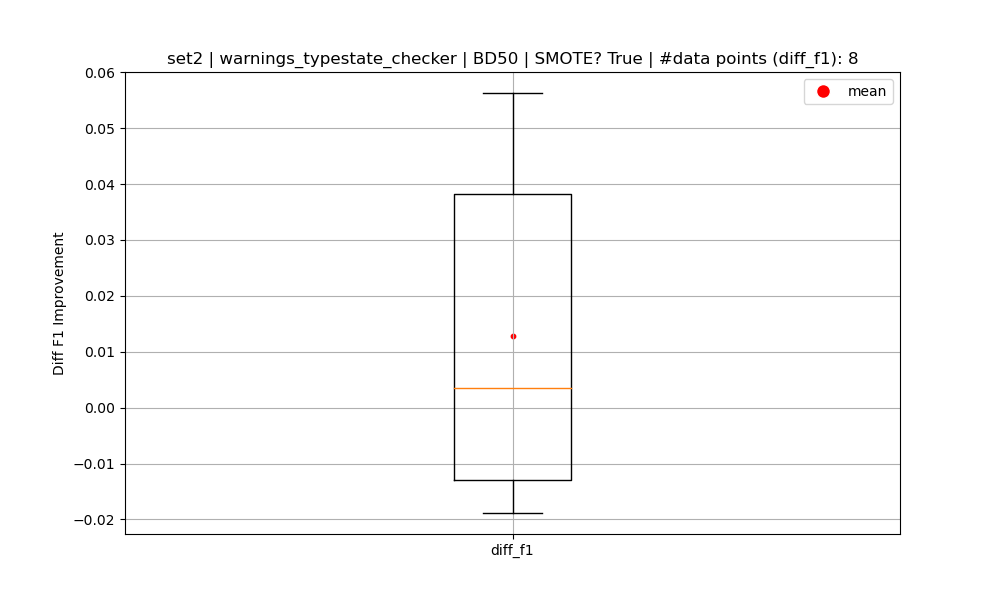 set2 | warnings_typestate_checker | BD50 | SMOTE? True | #data points (diff_f1): 8
mean
0.06
0.05
0.04
0.03
0.02
0.01
0.00
−0.01
−0.02
Diff F1 Improvement
diff_f1